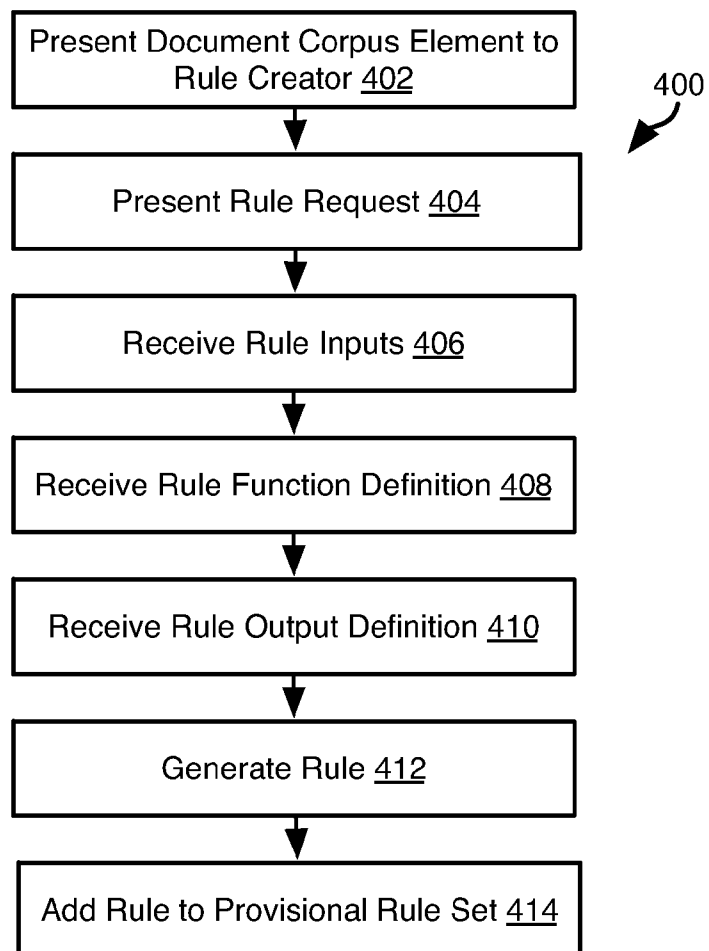 Present Document Corpus Element to
Rule Creator 402
400
Present Rule Request 404
Receive Rule Inputs 406
Receive Rule Function Definition 408
Receive Rule Output Definition 410
Generate Rule 412
Add Rule to Provisional Rule Set 414